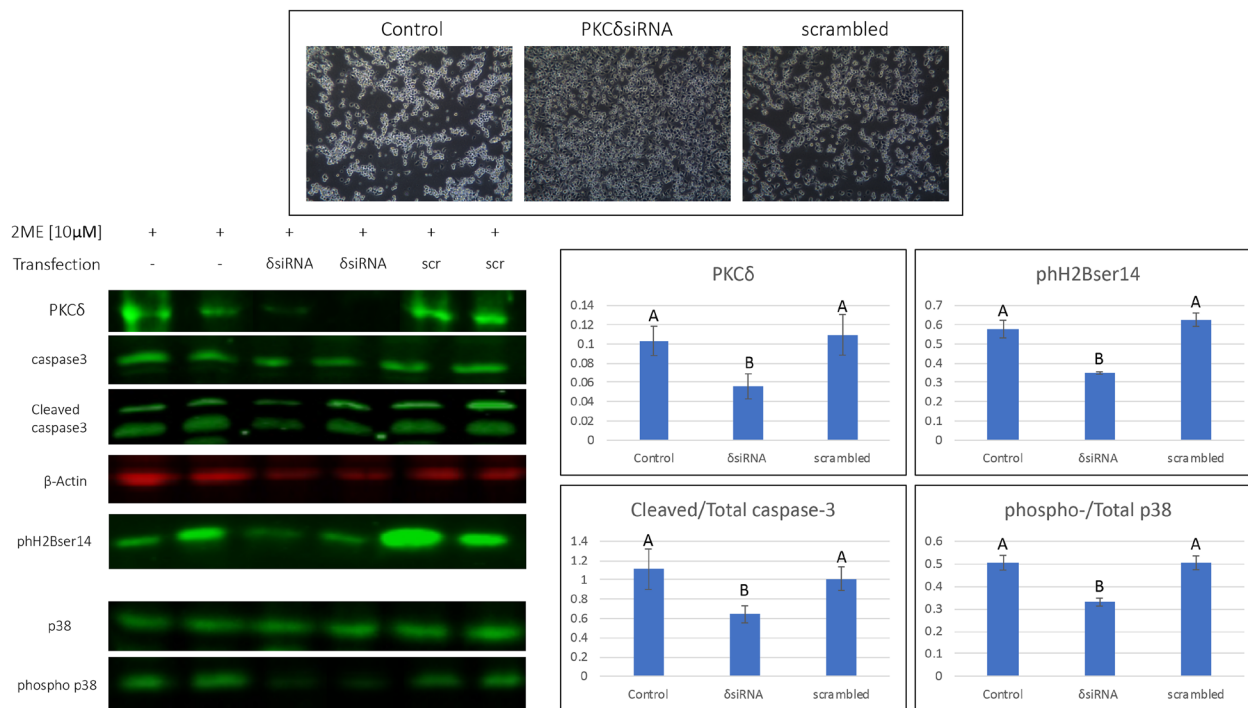 Control PKCδsiRNA scrambled
2ME [10µM] + + + + + +
Transfection - - δsiRNA δsiRNA scr scr
PKCδ
caspase3
Cleaved
caspase3
β-Actin
phH2Bser14
p38
phospho p38
PKCδ
0.14
0.12
0.1
0.08
0.06
0.04
0.02
0
A B A
Control δsiRNA scrambled
phH2Bser14
0.7
0.6
0.5
0.4
0.3
0.2
0.1
0
A B A
Control δsiRNA scrambled
Cleaved/Total caspase-3
1.4
1.2
1
0.8
0.6
0.4
0.2
0
A B A
Control δsiRNA scrambled
phospho-/Total p38
0.6
0.5
0.4
0.3
0.2
0.1
0
A B A
Control δsiRNA scrambled